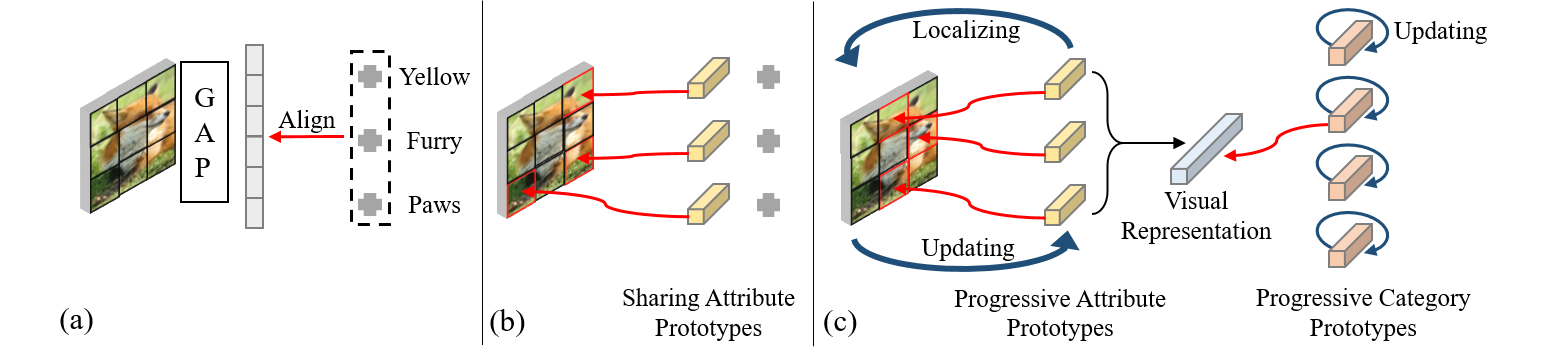 G
A
P
Align
Yellow
Furry
Paws
(a)
Sharing Attribute
Prototypes
(b)
Localizing
Updating
Visual
Representation
Updating
Progressive Attribute
Prototypes
Progressive Category
Prototypes
(c)